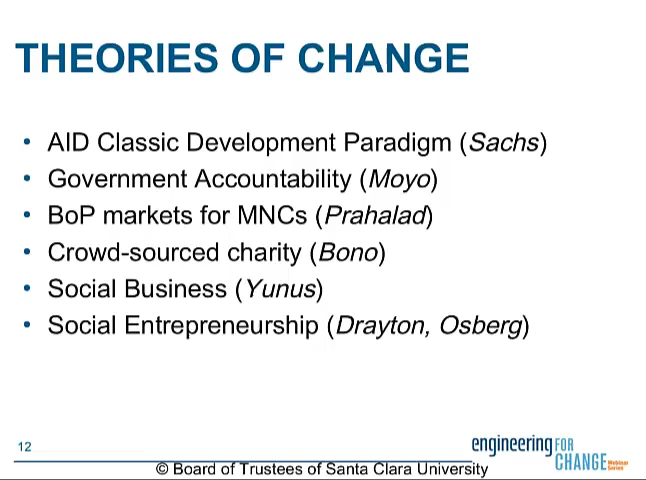 THEORIES OF CHANGE
• AID Classic Development Paradigm (Sachs)
• Government Accountability (Moyo)
• BoP markets for MNCs (Prahalad)
• Crowd-sourced charity (Bono)
• Social Business (Yunus)
• Social Entrepreneurship (Drayton, Osberg)
12
engineering FOR
CHANGE Webinar
Series
© Board of Trustees of Santa Clara University